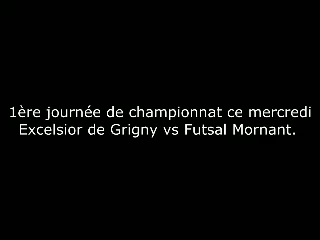 1ère journée de championnat ce mercredi
Excelsior de Grigny vs Futsal Mornant.